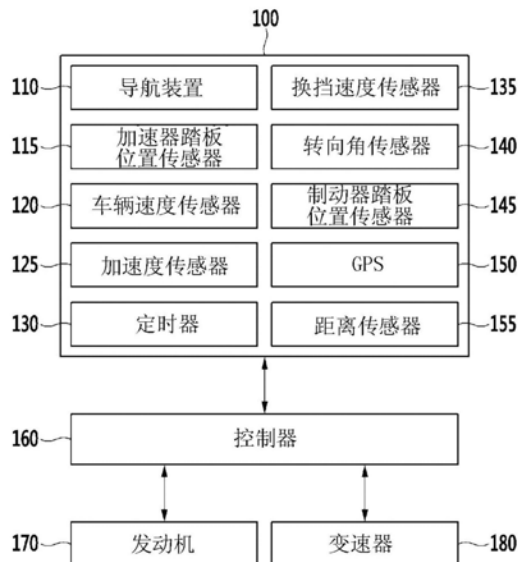 100
110 导航装置 换挡速度传感器 135
115 加速器踏板
位置传感器 转向角传感器 140
120 车辆速度传感器 制动器踏板
位置传感器 145
125 加速度传感器 GPS 150
130 定时器 距离传感器 155
160 控制器
170 发动机 变速器 180